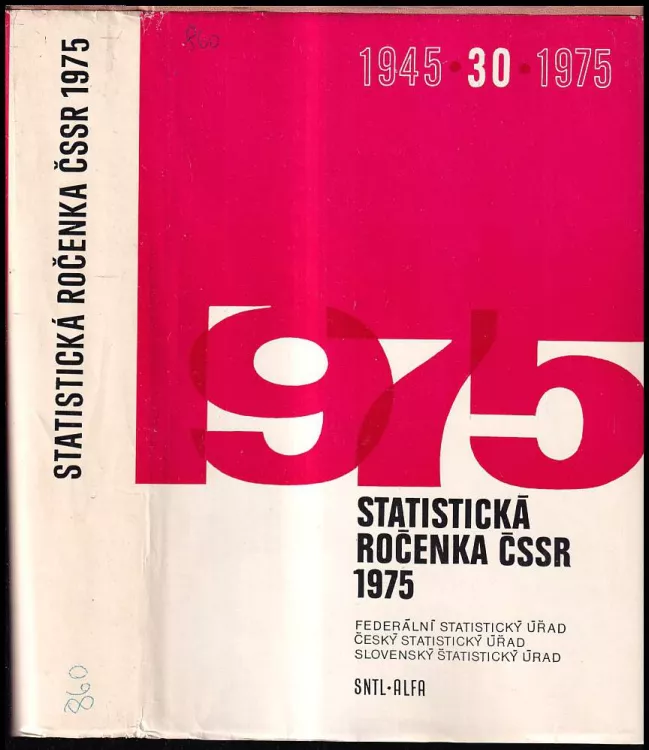 STATISTICKÁ ROČENKA ČSSR 1975
860
860
1945 • 30 • 1975
1975
STATISTICKÁ
ROČENKA ČSSR
1975
FEDERÁLNÍ STATISTICKÝ ÚŘAD
ČESKÝ STATISTICKÝ ÚŘAD
SLOVENSKÝ ŠTATISTICKÝ ÚRAD
SNTL•ALFA